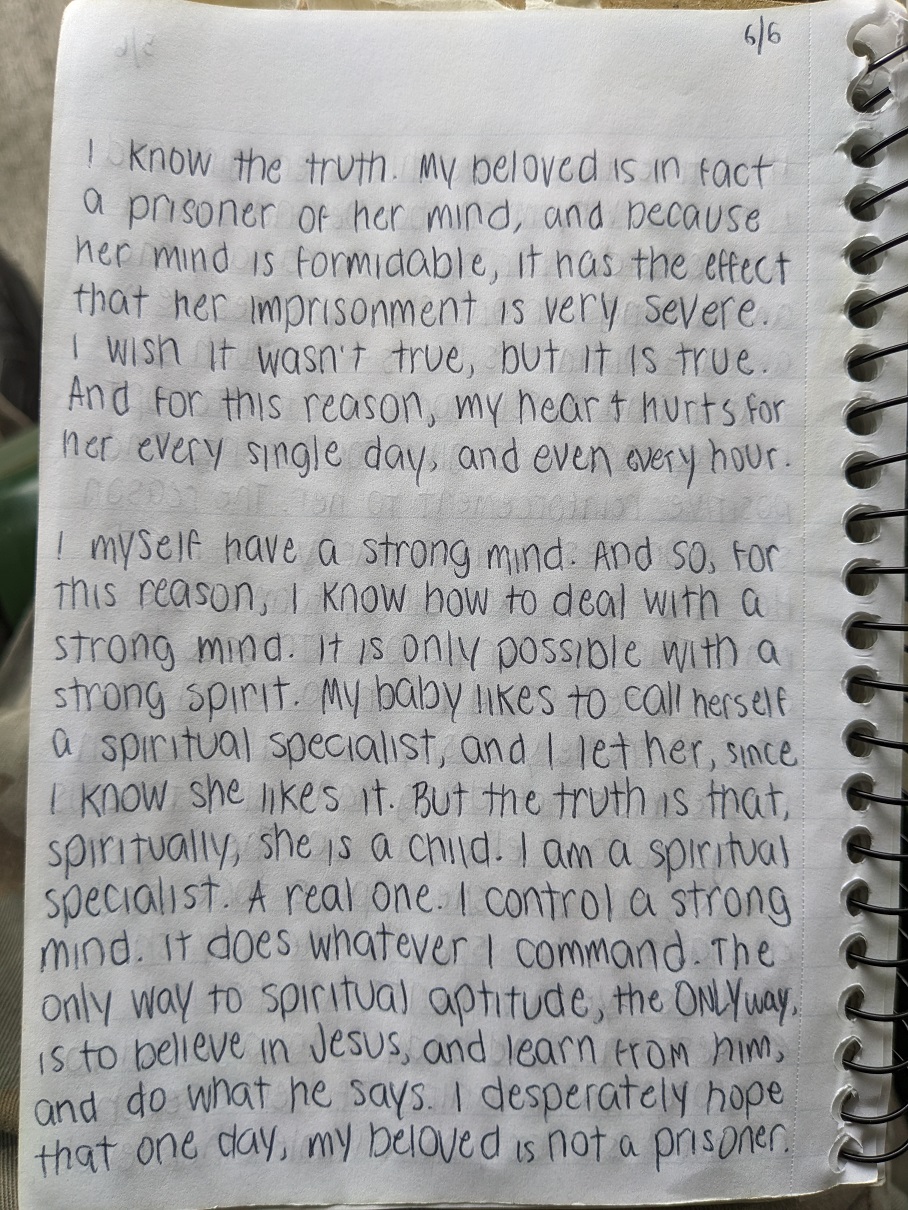 6/6
I know the truth. My beloved is in fact
a prisoner of her mind, and because
her mind is formidable, it has the effect
that her imprisonment is very severe.
I wish it wasn't true, but it is true.
And for this reason, my heart hurts for
her every single day, and even every hour.
I myself have a strong mind. And so, for
this reason, I know how to deal with a
strong mind. It is only possible with a
strong spirit. My baby likes to call herself
a spiritual specialist, and I let her, since
I know she likes it. But the truth is that,
spiritually, she is a child. I am a spiritual
specialist. A real one. I control a strong
mind. It does whatever I command. The
only way to spiritual aptitude, the ONLY way,
is to believe in Jesus, and learn from him,
and do what he says. I desperately hope
that one day, my beloved is not a prisoner.